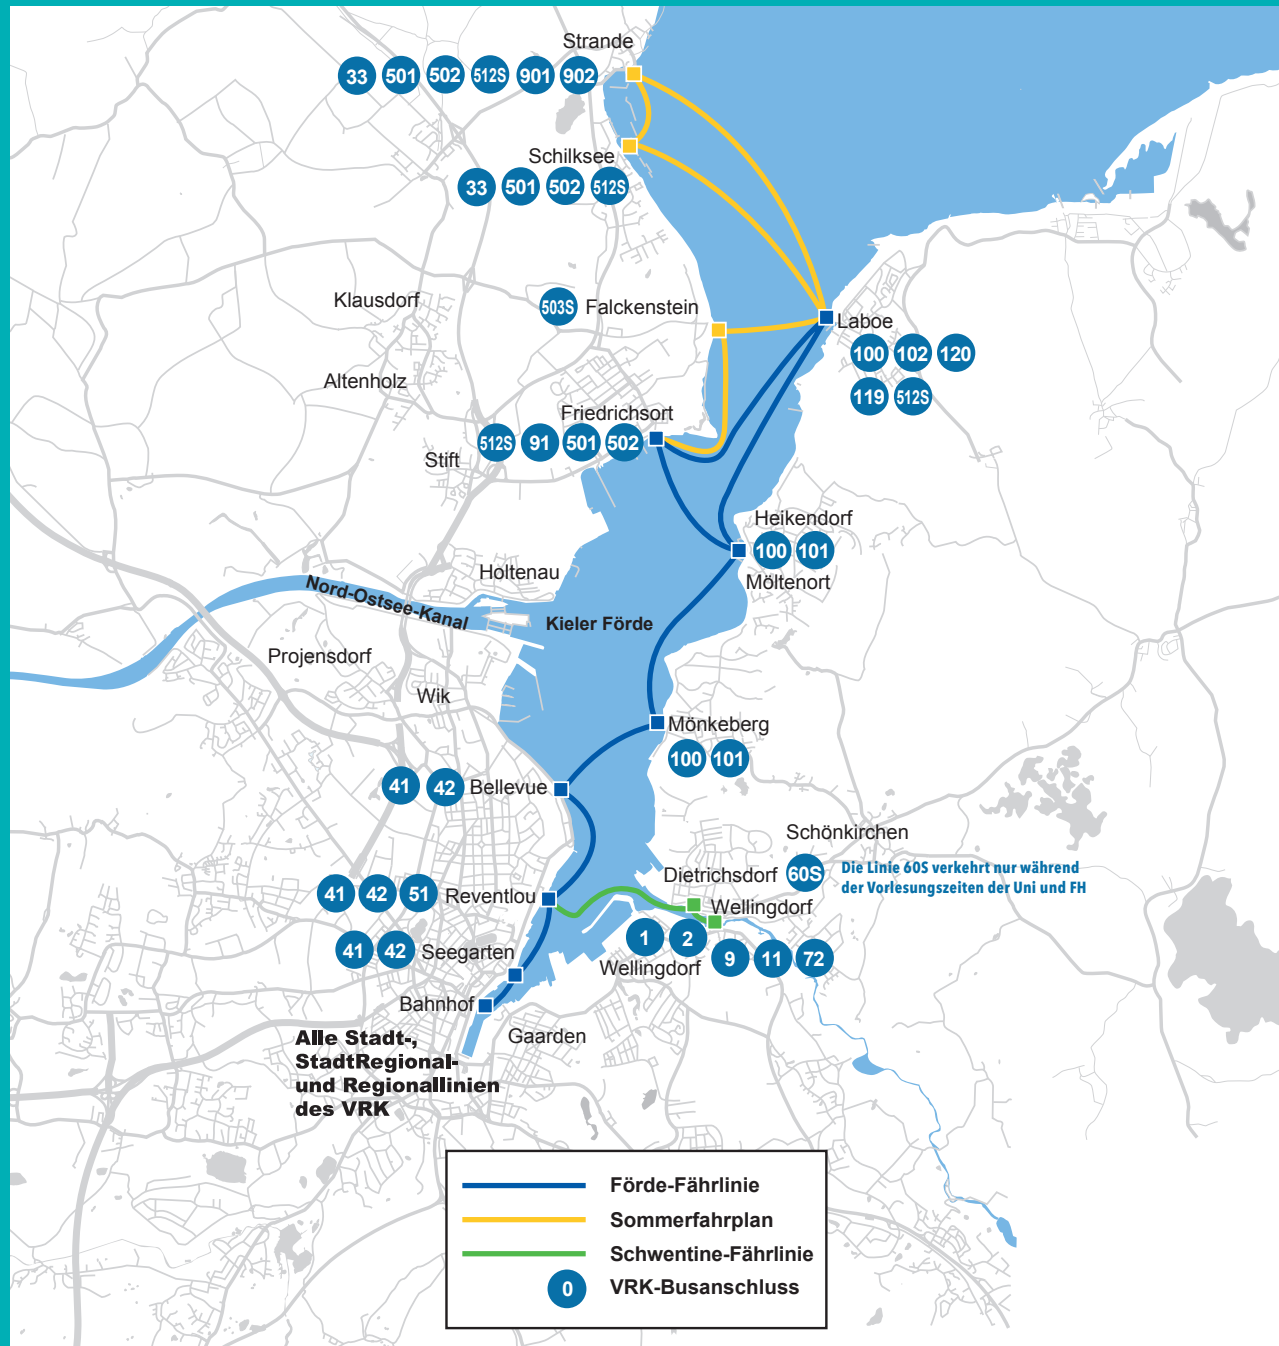 Strande
33 501 502 512S 901 902
Schilksee
33 501 502 512S
Klausdorf
503S Falckenstein
Laboe
100 102 120
119 512S
Altenholz
Friedrichsort
512S 91 501 502
Stift
Heikendorf
100 101
Möltenort
Holtenau
Nord-Ostsee-Kanal
Kieler Förde
Projensdorf
Wik
Mönkeberg
100 101
41 42 Bellevue
Schönkirchen
Dietrichsdorf 60S
Die Linie 60S verkehrt nur während
der Vorlesungszeiten der Uni und FH
41 42 51 Reventlou
Wellingdorf
1 2
41 42 Seegarten
9 11 72
Wellingdorf
Bahnhof
Gaarden
Alle Stadt-,
StadtRegional-
und Regionallinien
des VRK
Förde-Fährlinie
Sommerfahrplan
Schwentine-Fährlinie
0 VRK-Busanschluss